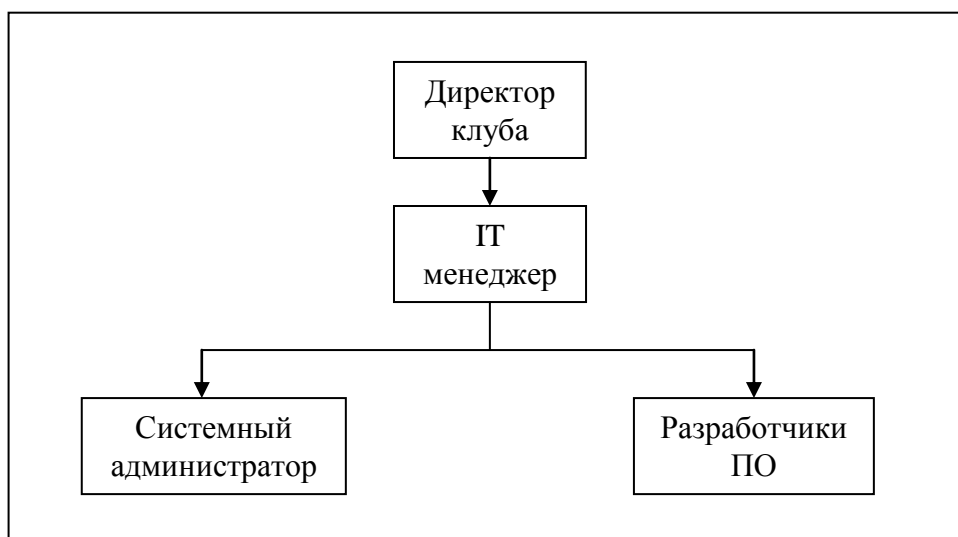 Директор
клуба
IT
менеджер
Системный
администратор
Разработчики
ПО